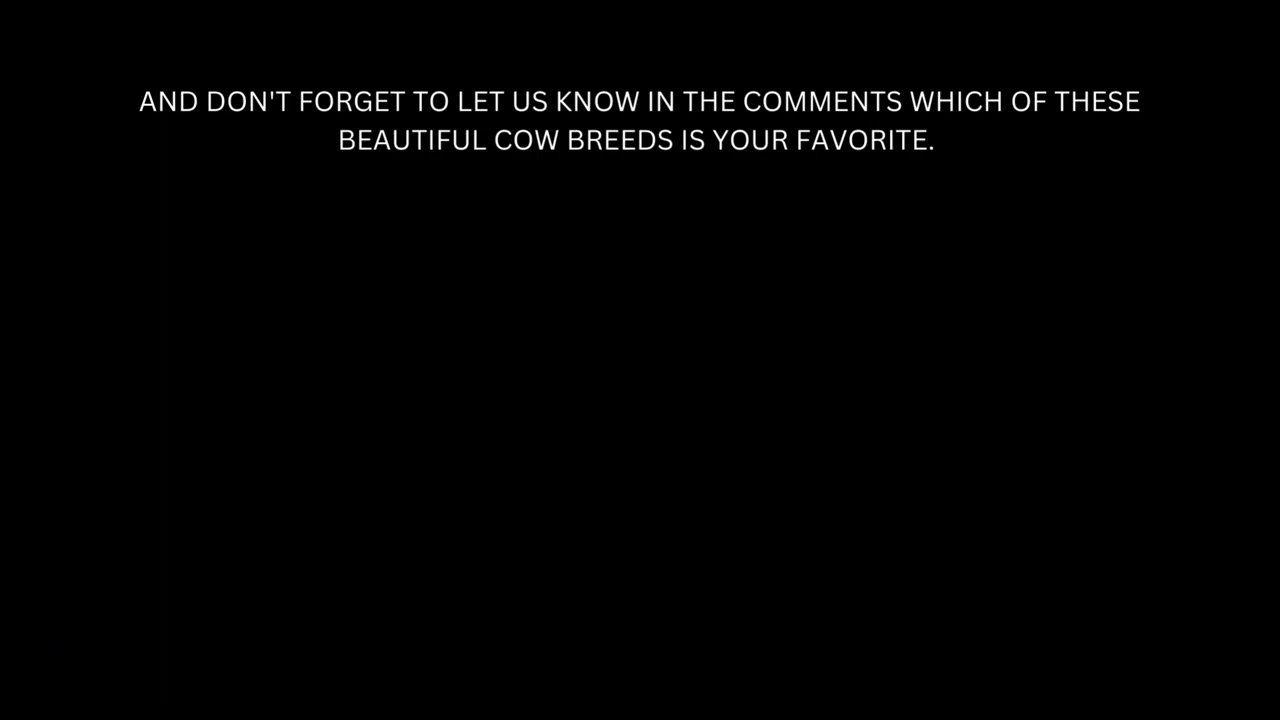 AND DON'T FORGET TO LET US KNOW IN THE COMMENTS WHICH OF THESE
BEAUTIFUL COW BREEDS IS YOUR FAVORITE.